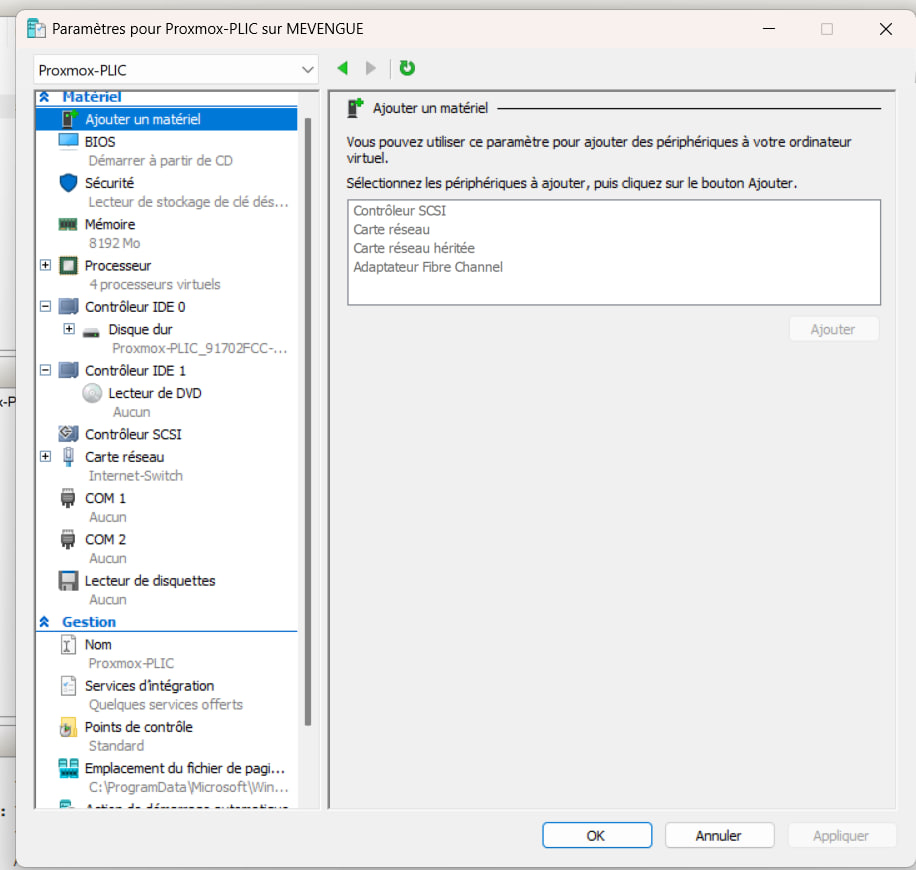 Paramètres pour Proxmox-PLIC sur MEVENGUE
Proxmox-PLIC
Matériel
Ajouter un matériel
BIOS
Démarrer à partir de CD
Sécurité
Lecteur de stockage de clé dés...
Mémoire
8192 Mo
Processeur
4 processeurs virtuels
Contrôleur IDE 0
Disque dur
Proxmox-PLIC_91702FCC-...
Contrôleur IDE 1
Lecteur de DVD
Aucun
Contrôleur SCSI
Carte réseau
Internet-Switch
COM 1
Aucun
COM 2
Aucun
Lecteur de disquettes
Aucun
Gestion
Nom
Proxmox-PLIC
Services d'intégration
Quelques services offerts
Points de contrôle
Standard
Emplacement du fichier de pagi...
C:\ProgramData\Microsoft\Win...
Action de démarrage automatique
Ajouter un matériel
Vous pouvez utiliser ce paramètre pour ajouter des périphériques à votre ordinateur
virtuel.
Sélectionnez les périphériques à ajouter, puis cliquez sur le bouton Ajouter.
Contrôleur SCSI
Carte réseau
Carte réseau héritée
Adaptateur Fibre Channel
Ajouter
OK
Annuler
Appliquer